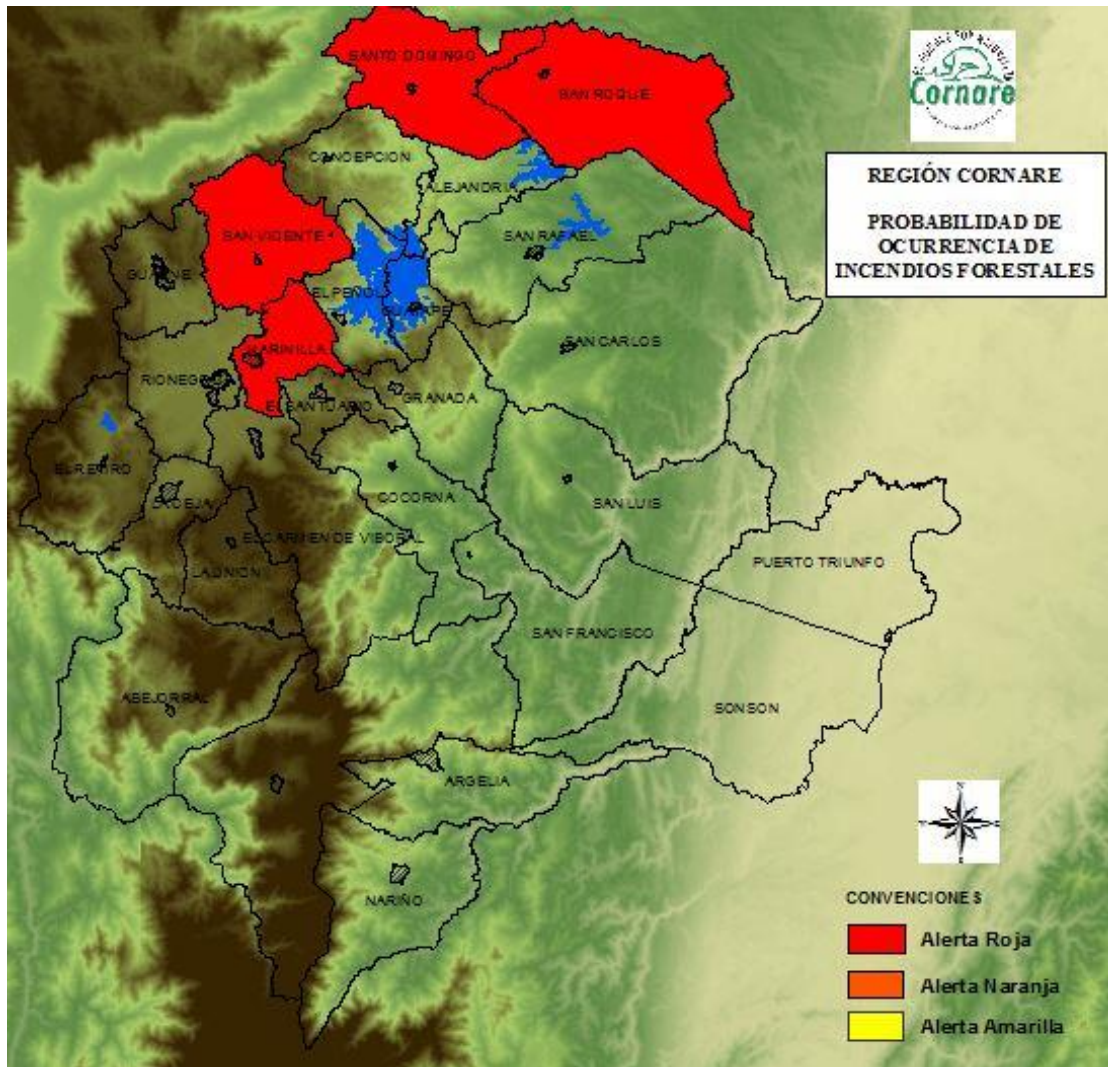 SANTO DOMINGO
SAN ROQUE
Cornare
CONCEPCION
ALEJANDRIA
REGIÓN CORNARE
PROBABILIDAD DE
OCURRENCIA DE
INCENDIOS FORESTALES
SAN VICENTE
SAN RAFAEL
GUARNE
EL PEÑOL
GUATAPE
MARINILLA
SAN CARLOS
RIONEGRO
EL SANTUARIO
GRANADA
EL RETIRO
COCORNA
SAN LUIS
LA CEJA
EL CARMEN DE VIBORAL
LA UNION
PUERTO TRIUNFO
SAN FRANCISCO
ABEJORRAL
SONSON
ARGELIA
NARIÑO
N
CONVENCIONES
Alerta Roja
Alerta Naranja
Alerta Amarilla